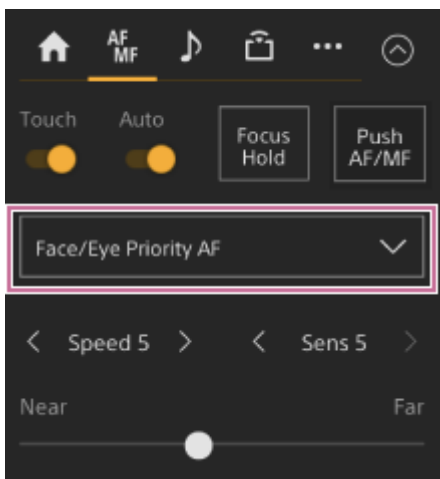 AF
MF
Touch Auto
Focus
Hold
Push
AF/MF
Face/Eye Priority AF
Speed 5 Sens 5
Near Far